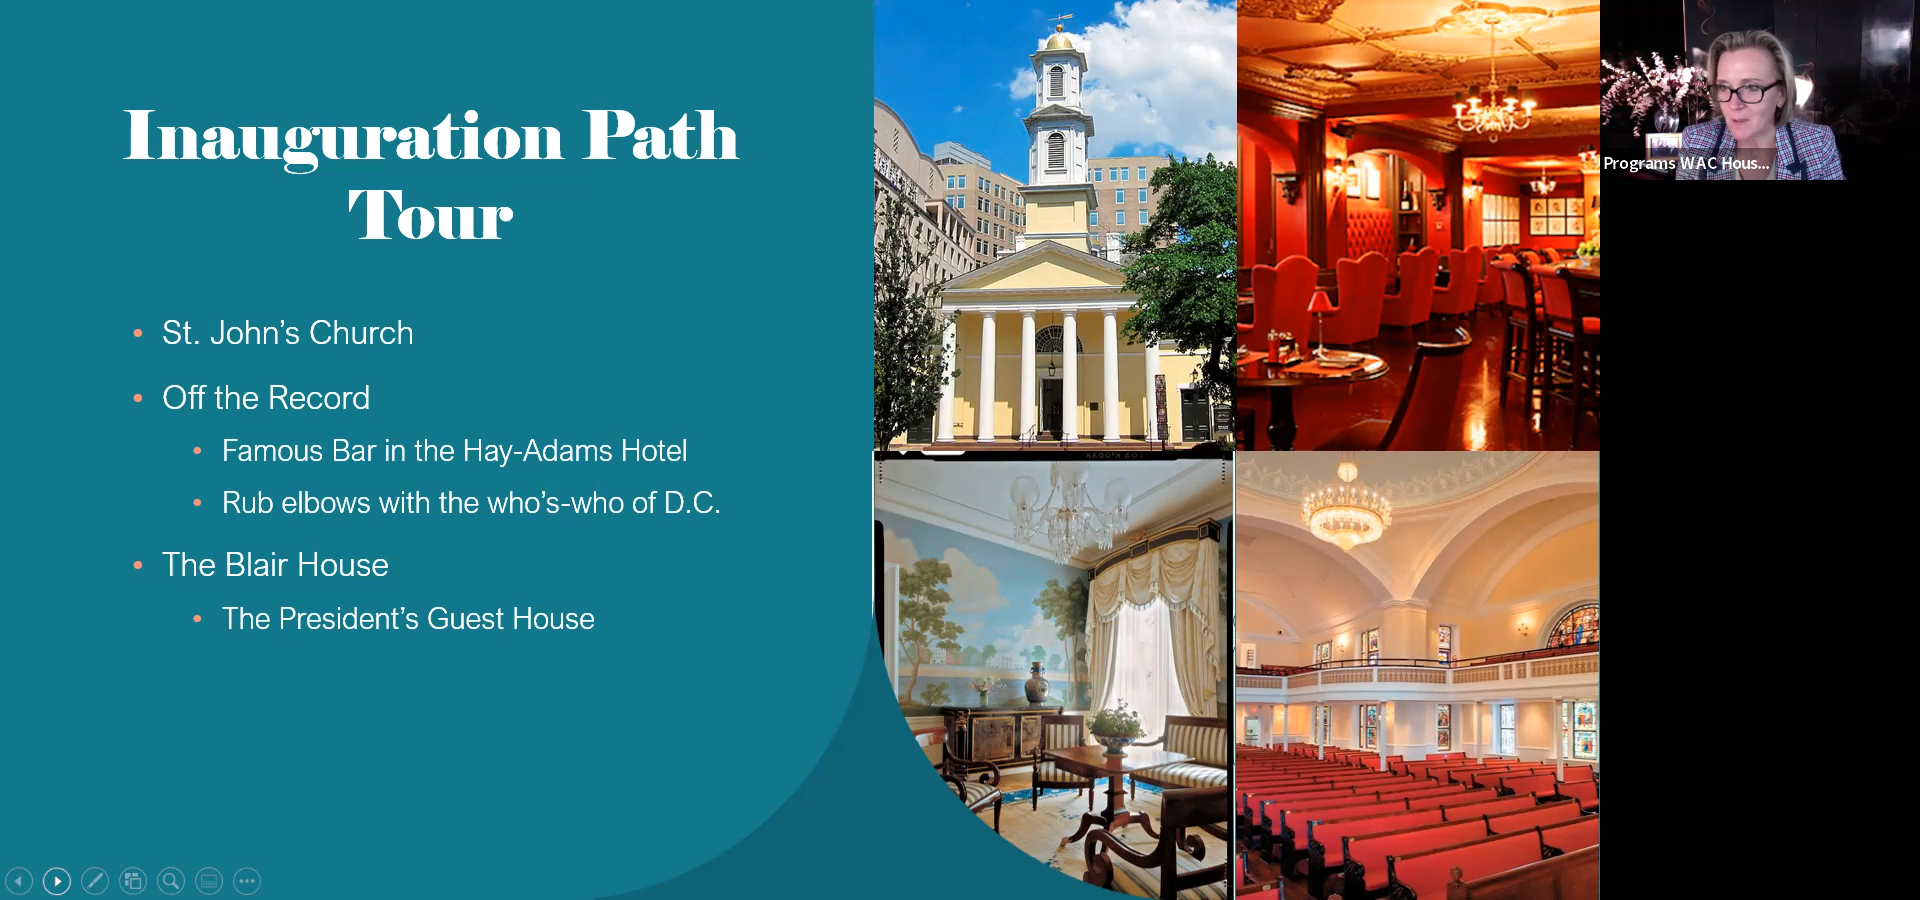 Inauguration Path
Tour
• St. John’s Church
• Off the Record
• Famous Bar in the Hay-Adams Hotel
• Rub elbows with the who’s-who of D.C.
• The Blair House
• The President’s Guest House
Programs WAC Hous...